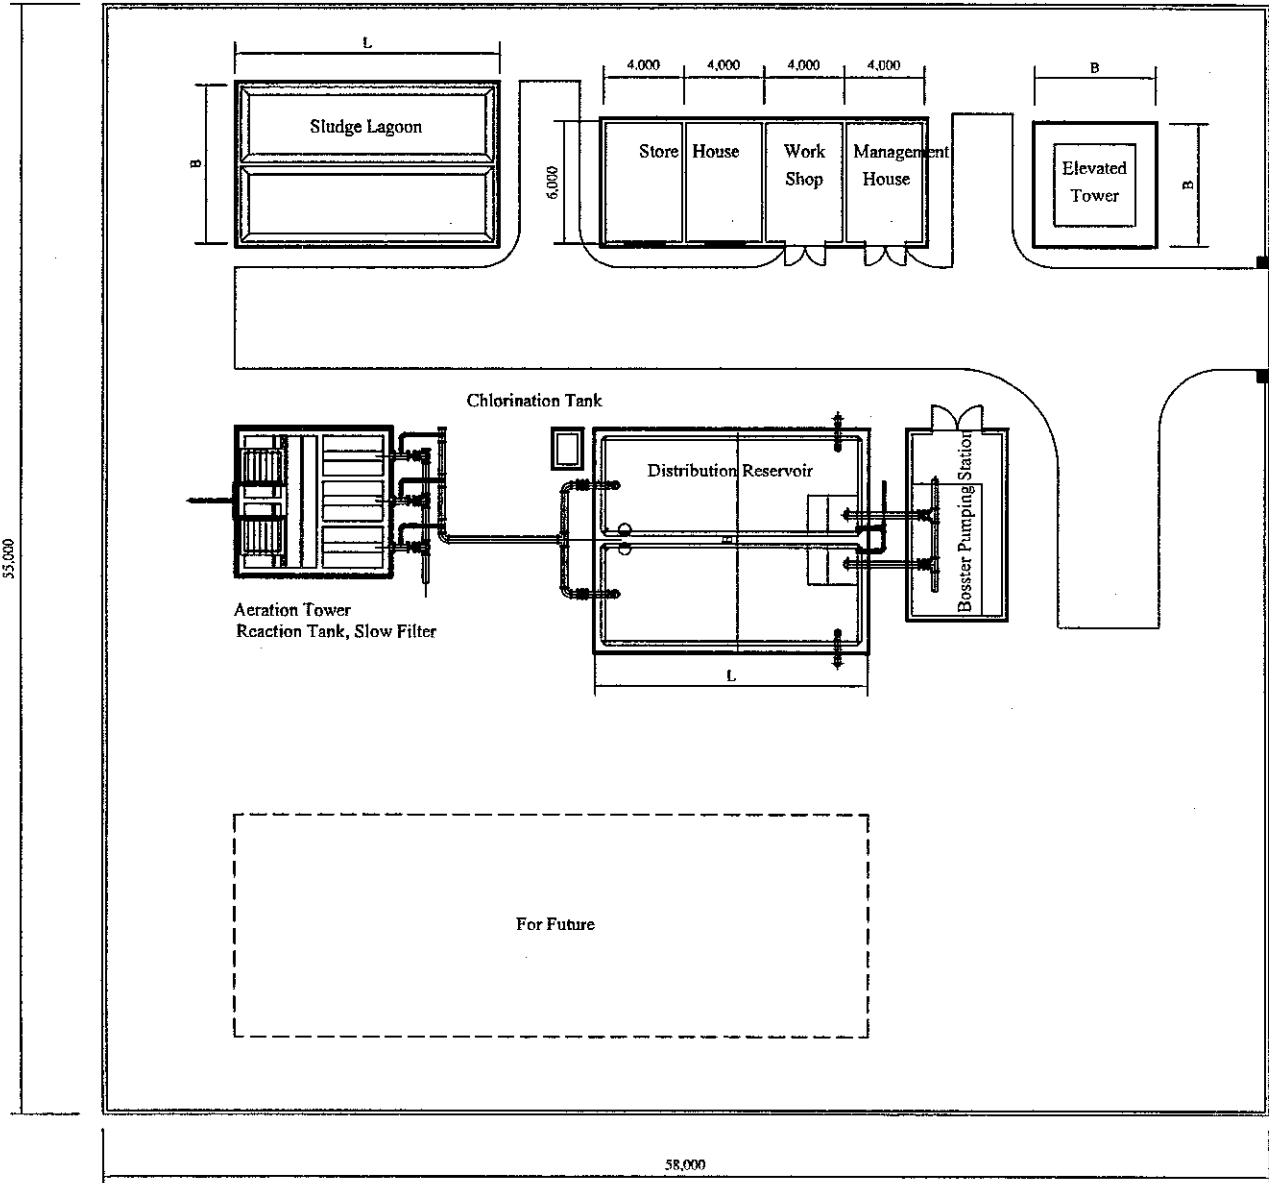 L
4,000 4,000 4,000 4,000
B
B
Sludge Lagoon
6,000
Store House
Work
Shop
Management
House
Elevated
Tower
B
Chlorination Tank
Distribution Reservoir
B
Bosster Pumping Station
55,000
Aeration Tower
Reaction Tank, Slow Filter
L
For Future
58,000